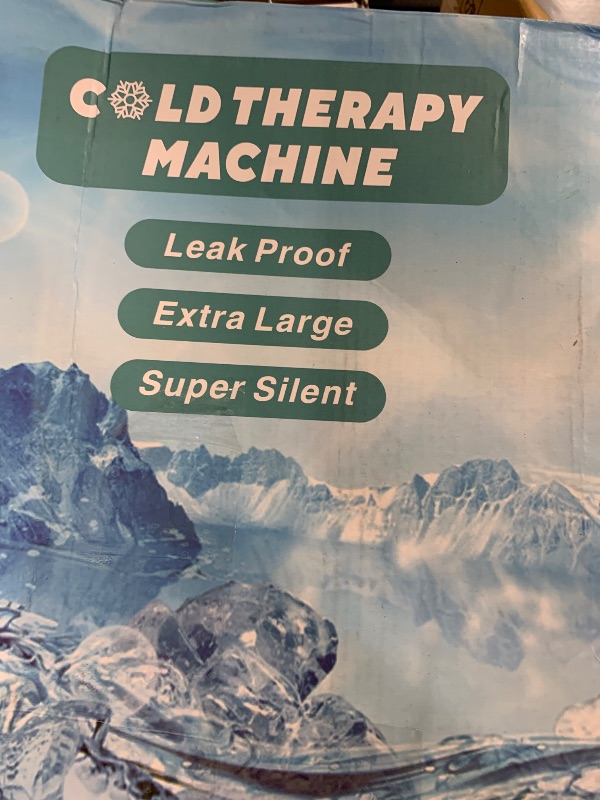 COLD THERAPY
MACHINE
Leak Proof
Extra Large
Super Silent